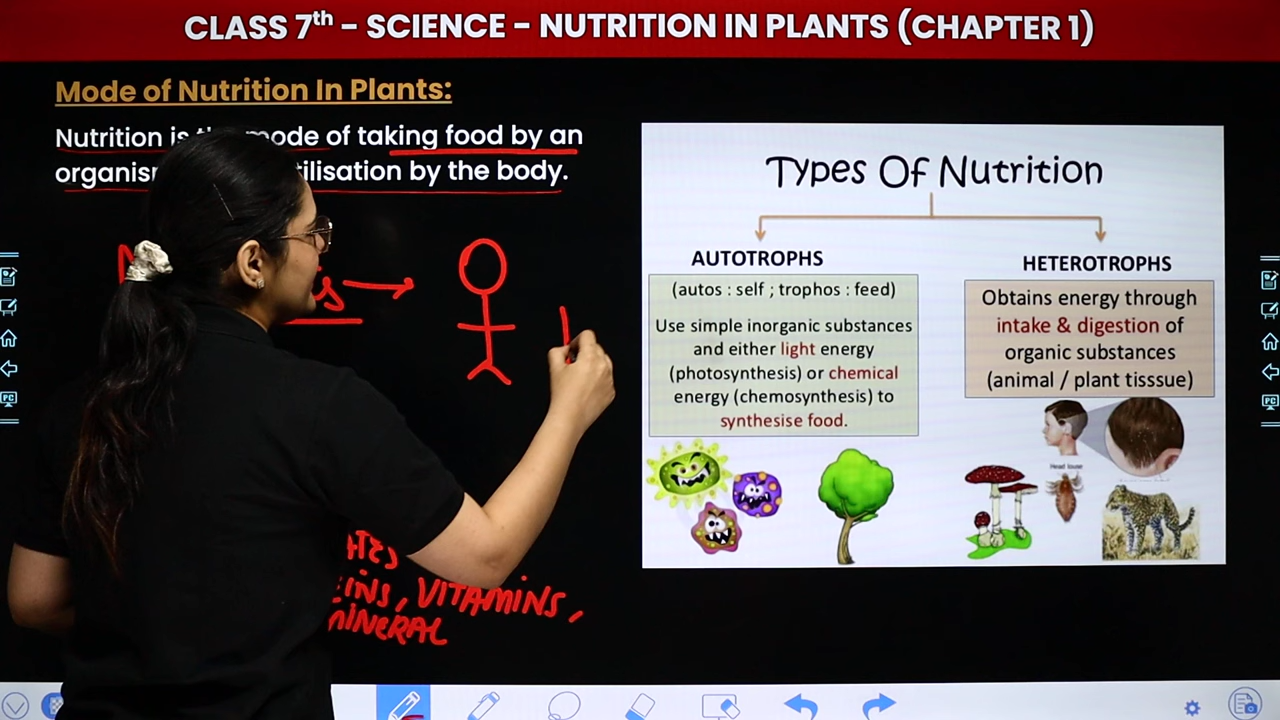 CLASS 7th – SCIENCE – NUTRITION IN PLANTS (CHAPTER 1)
Mode of Nutrition In Plants:
Nutrition is mode of taking food by an
by the body.
Types Of Nutrition
AUTOTROPHS
(autos : self ; trophos : feed)
Use simple inorganic substances
and either light energy
(photosynthesis) or chemical
energy (chemosynthesis) to
synthesise food.
HETEROTROPHS
Obtains energy through
intake & digestion of
organic substances
(animal / plant tisssue)
Head louse
VITAMINS,
MINERAL
PC
PC